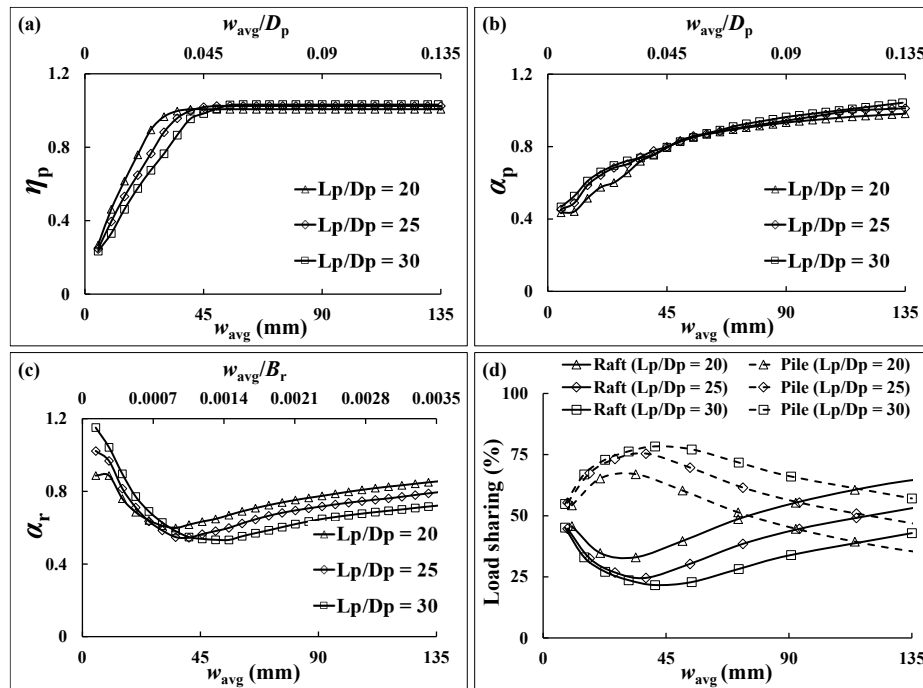 (a)
w_avg/D_p
0 0.045 0.09 0.135
1.2
0.8
0.4
0
η_p
Lp/Dp = 20
Lp/Dp = 25
Lp/Dp = 30
0 45 90 135
w_avg (mm)
(b)
w_avg/D_p
0 0.045 0.09 0.135
1.2
0.8
0.4
0
α_p
Lp/Dp = 20
Lp/Dp = 25
Lp/Dp = 30
0 45 90 135
w_avg (mm)
(c)
w_avg/B_r
0 0.0007 0.0014 0.0021 0.0028 0.0035
1.2
0.8
0.4
0
α_r
Lp/Dp = 20
Lp/Dp = 25
Lp/Dp = 30
0 45 90 135
w_avg (mm)
(d)
Raft (Lp/Dp = 20) Pile (Lp/Dp = 20)
Raft (Lp/Dp = 25) Pile (Lp/Dp = 25)
Raft (Lp/Dp = 30) Pile (Lp/Dp = 30)
100
75
50
25
0
Load sharing (%)
0 45 90 135
w_avg (mm)